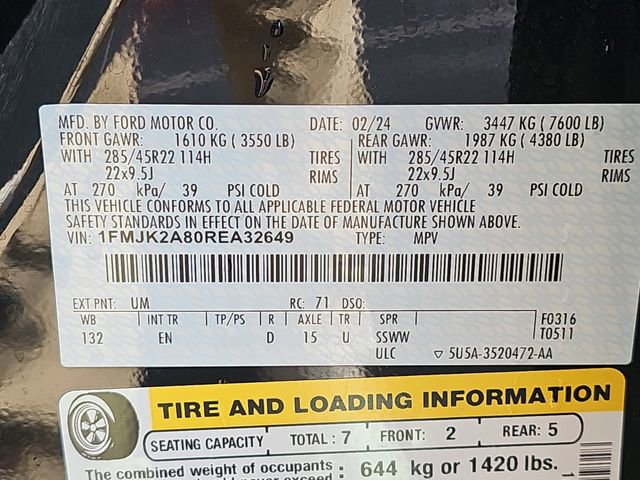 MFD. BY FORD MOTOR CO. DATE: 02/24 GVWR: 3447 KG ( 7600 LB)
FRONT GAWR: 1610 KG ( 3550 LB) REAR GAWR: 1987 KG ( 4380 LB)
WITH 285/45R22 114H TIRES WITH 285/45R22 114H TIRES
22x9.5J RIMS 22x9.5J RIMS
AT 270 kPa/ 39 PSI COLD AT 270 kPa/ 39 PSI COLD
THIS VEHICLE CONFORMS TO ALL APPLICABLE FEDERAL MOTOR VEHICLE
SAFETY STANDARDS IN EFFECT ON THE DATE OF MANUFACTURE SHOWN ABOVE.
VIN: 1FMJK2A80REA32649 TYPE: MPV
EXT PNT: UM RC: 71 DSO:
WB INT TR TP/PS R AXLE TR SPR F0316
132 EN D 15 U SSWW T0511
ULC ▽ 5U5A-3520472-AA
TIRE AND LOADING INFORMATION
SEATING CAPACITY TOTAL : 7 FRONT: 2 REAR: 5
The combined weight of occupants : 644 kg or 1420 lbs.